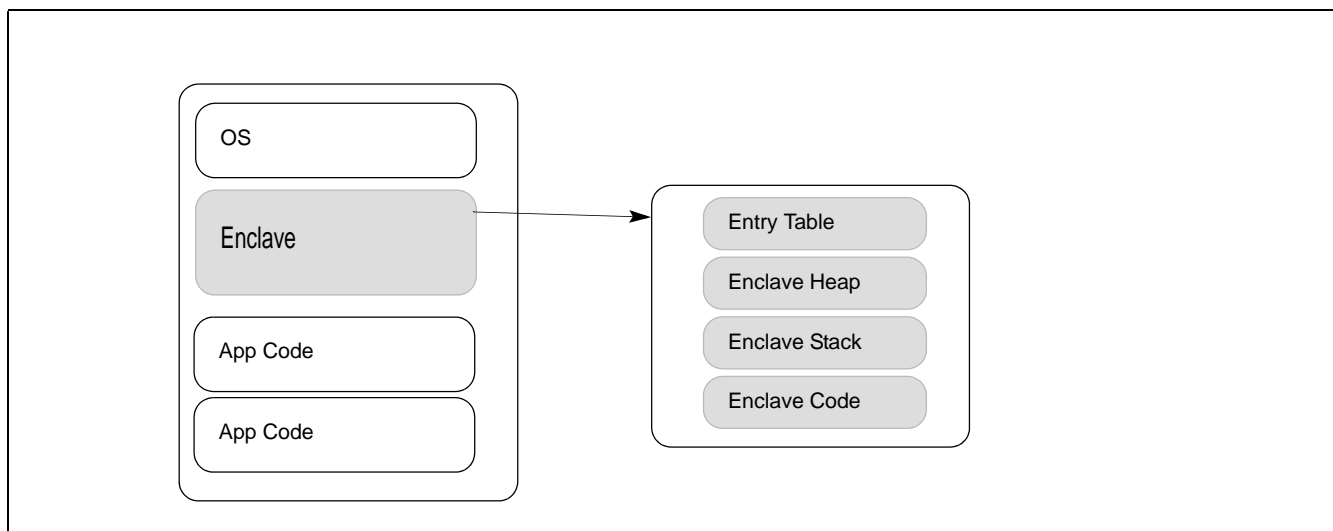 OS
Enclave
App Code
App Code
Entry Table
Enclave Heap
Enclave Stack
Enclave Code